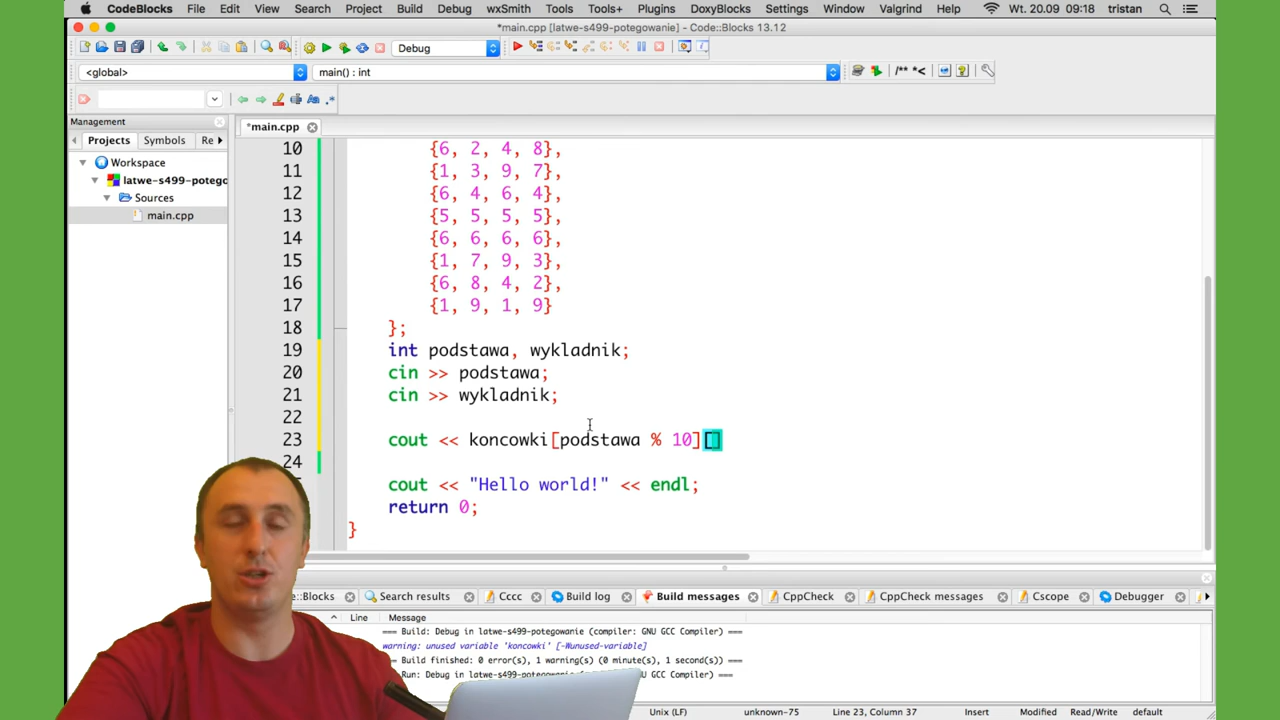 CodeBlocks File Edit View Search Project Build Debug wxSmith Tools Tools+ Plugins DoxyBlocks Settings Window Valgrind Help Wt. 20.09 09:18 tristan
*main.cpp [latwe-s499-potegowanie] - Code::Blocks 13.12
Debug
<global> main() : int
/** *<
Aa .*
Management
*main.cpp
Projects Symbols Re
Workspace
latwe-s499-potego
Sources
main.cpp
10 {6, 2, 4, 8},
11 {1, 3, 9, 7},
12 {6, 4, 6, 4},
13 {5, 5, 5, 5},
14 {6, 6, 6, 6},
15 {1, 7, 9, 3},
16 {6, 8, 4, 2},
17 {1, 9, 1, 9}
18 };
19 int podstawa, wykladnik;
20 cin >> podstawa;
21 cin >> wykladnik;
22
23 cout << koncowki[podstawa % 10][]
24
cout << "Hello world!" << endl;
return 0;
}
::Blocks Search results Cccc Build log Build messages CppCheck CppCheck messages Cscope Debugger
Line Message
=== Build: Debug in latwe-s499-potegowanie (compiler: GNU GCC Compiler) ===
warning: unused variable 'koncowki' [-Wunused-variable]
== Build finished: 0 error(s), 1 warning(s) (0 minute(s), 1 second(s)) ===
== Run: Debug in latwe-s499-potegowanie (compiler: GNU GCC Compiler) ===
Unix (LF) unknown-75 Line 23, Column 37 Insert Modified Read/Write default